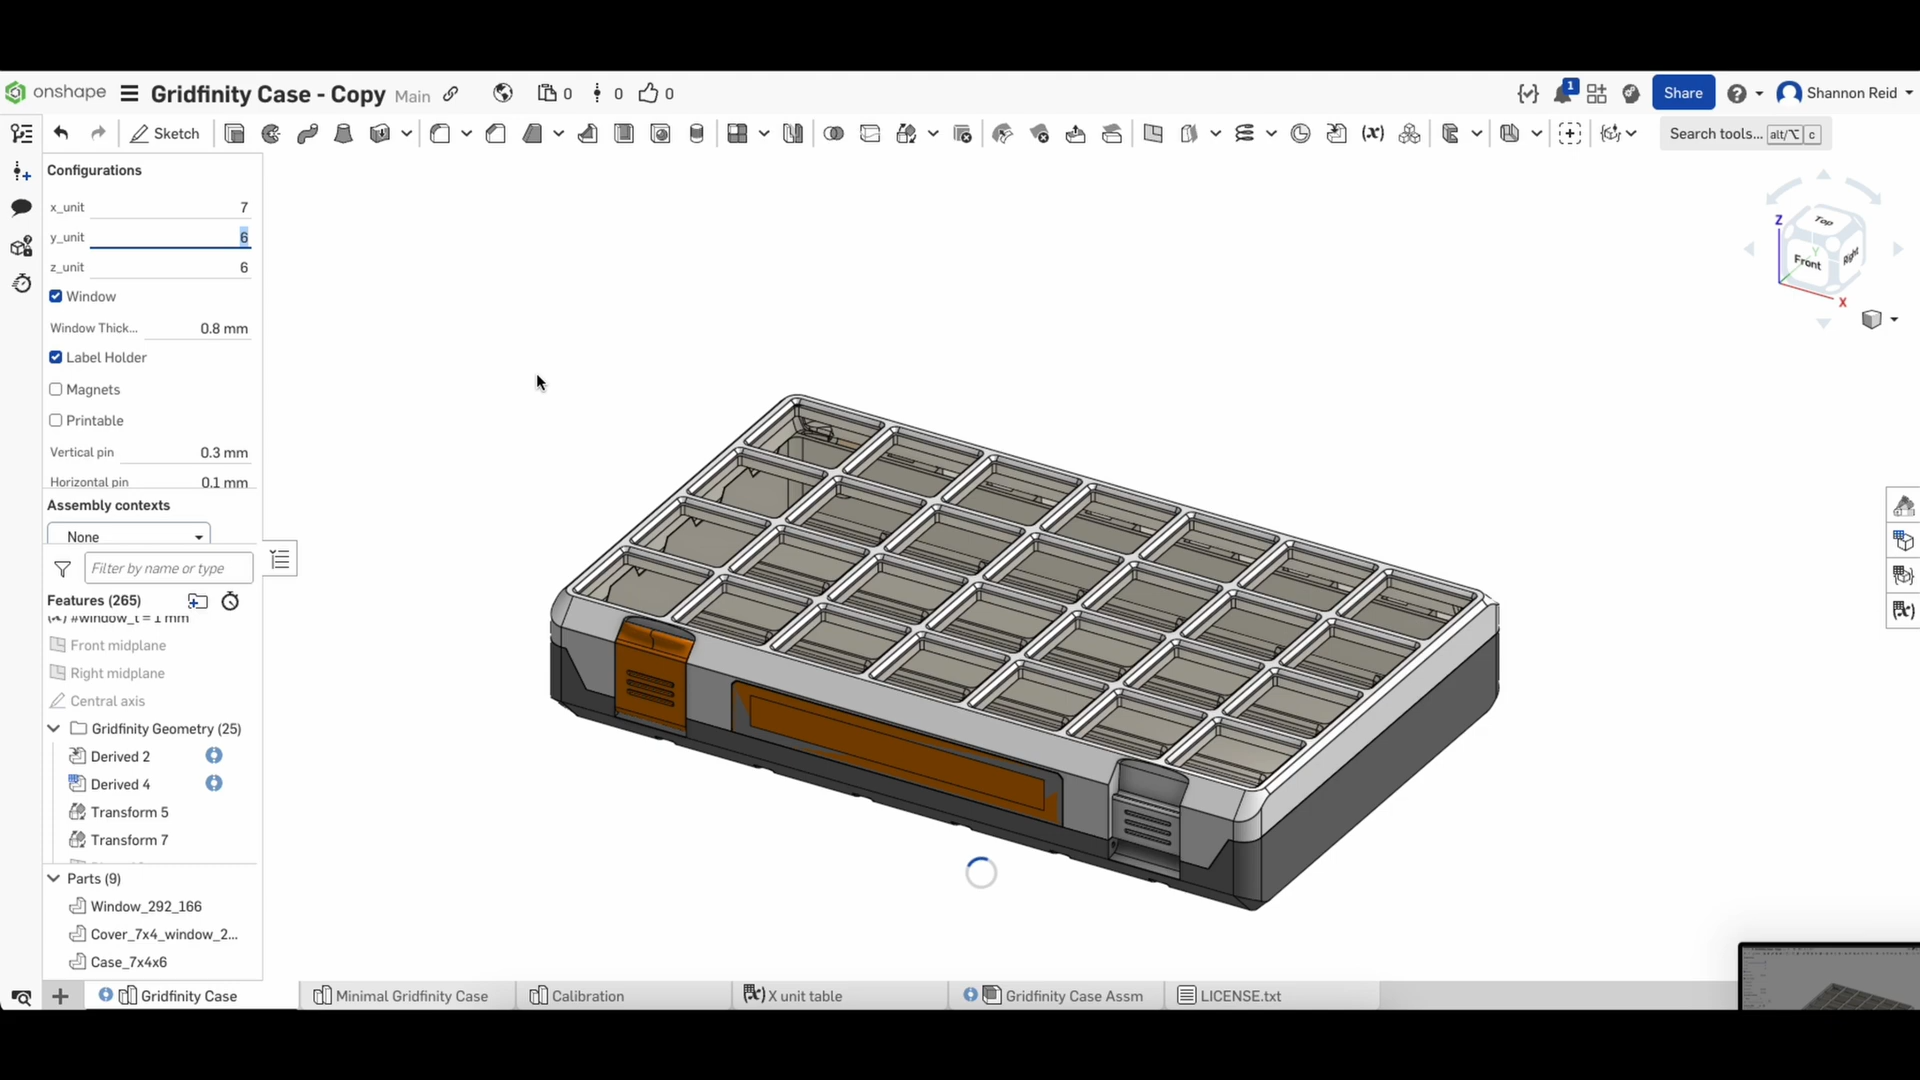 onshape Gridfinity Case - Copy Main 0 0 0 1 Share Shannon Reid
Sketch Search tools... alt/⌥ c
Configurations
x_unit 7
y_unit 6
z_unit 6
Window
Window Thick... 0.8 mm
Label Holder
Magnets
Printable
Vertical pin 0.3 mm
Horizontal pin 0.1 mm
Assembly contexts
None
Filter by name or type
Features (265)
(x) #window_t = 1 mm
Front midplane
Right midplane
Central axis
Gridfinity Geometry (25)
Derived 2
Derived 4
Transform 5
Transform 7
Parts (9)
Window_292_166
Cover_7x4_window_2...
Case_7x4x6
Top
Z
Y
Front
Right
X
Gridfinity Case
Minimal Gridfinity Case
Calibration
(x) X unit table
Gridfinity Case Assm
LICENSE.txt